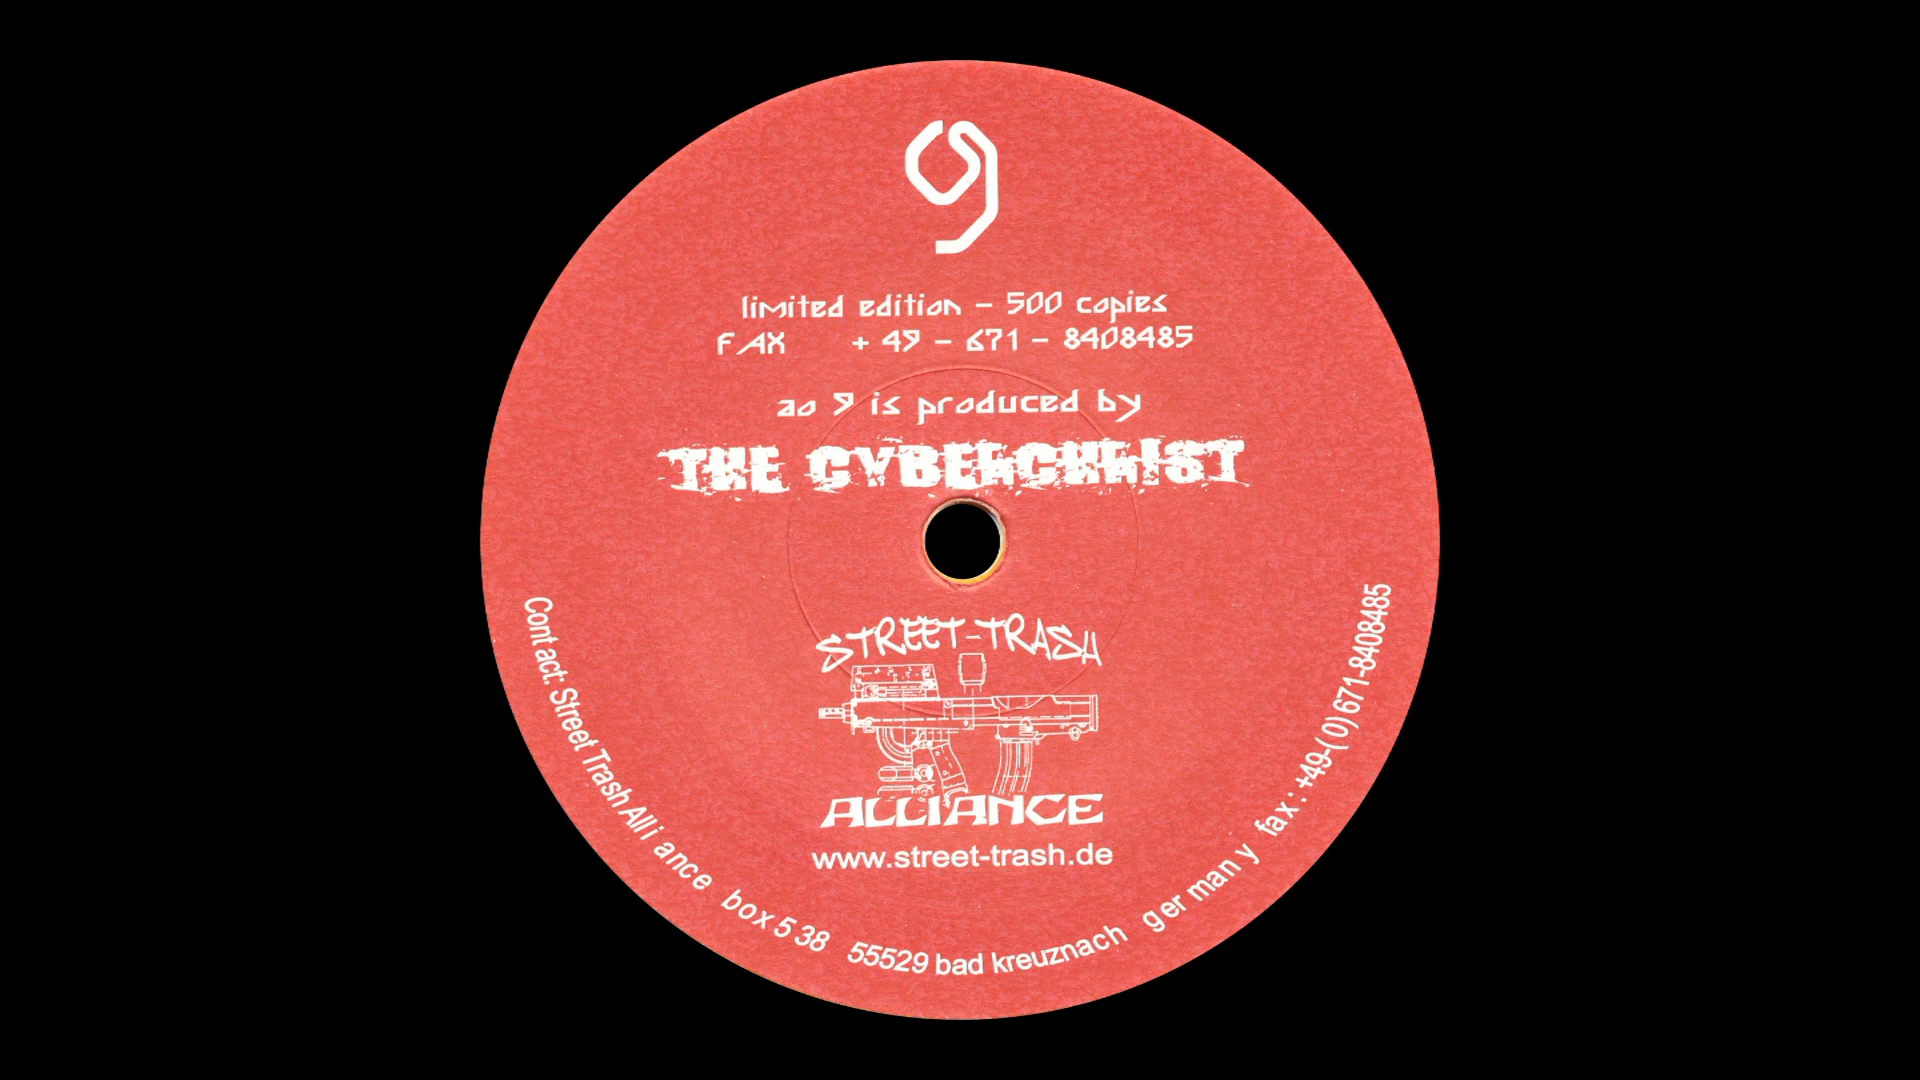 9
limited edition - 500 copies
FAX + 49 - 671 - 8408485
ao 9 is produced by
THE CYBERCHRIST
STREET-TRASH
ALLIANCE
www.street-trash.de
Contact: Street Trash Alliance box 538 55529 bad kreuznach germany fax: +49-(0)671-8408485